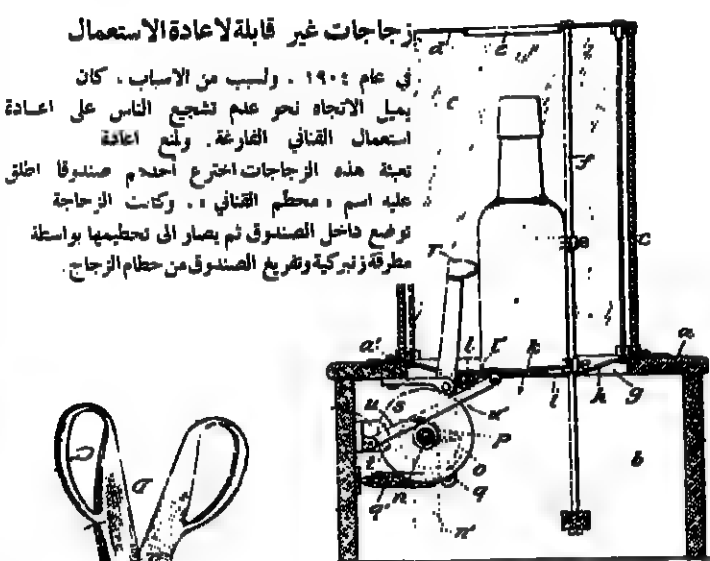 زجاجات غير قابلة لاعادة الاستعمال
في عام ١٩٠٤ ، ولسبب من الاسباب ، كان
يميل الاتجاه نحو عدم تشجيع الناس على اعادة
استعمال القناني الفارغة . ولمنع اعادة
تعبئة هذه الزجاجات اخترع أحدهم صندوقا اطلق
عليه اسم « محطّم القناني » . وكانت الزجاجة
توضع داخل الصندوق ثم يصار الى تحطيمها بواسطة
مطرقة زنبركية وتفريغ الصندوق من حطام الزجاج .
d e
c
f
e c
r
a' l l' k a
i h g
u s u'
p b
t o
n q
q'
n'